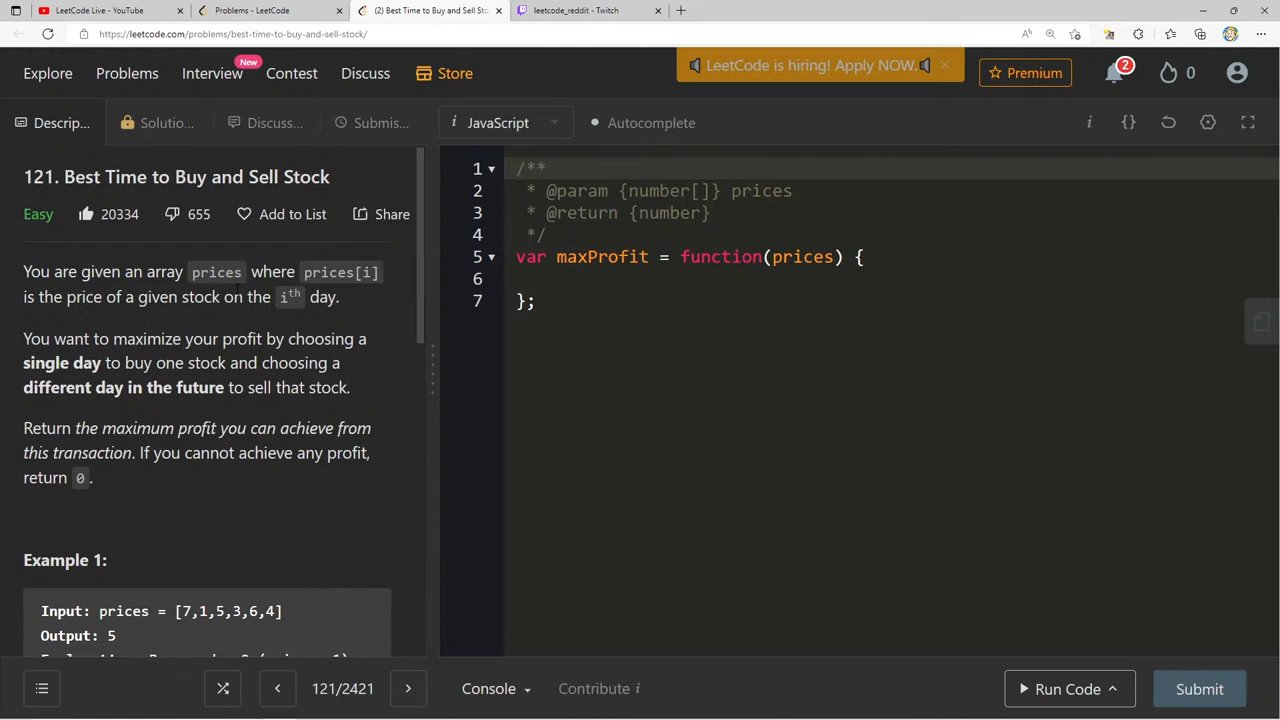 LeetCode Live - YouTube
Problems - LeetCode
(2) Best Time to Buy and Sell Sto
leetcode_reddit - Twitch
https://leetcode.com/problems/best-time-to-buy-and-sell-stock/
Explore
Problems
Interview
New
Contest
Discuss
Store
LeetCode is hiring! Apply NOW.
Premium
2
0
Descrip...
Solutio...
Discuss...
Submis...
i JavaScript
Autocomplete
i
{}
121. Best Time to Buy and Sell Stock
Easy
20334
655
Add to List
Share
You are given an array prices where prices[i]
is the price of a given stock on the ith day.
You want to maximize your profit by choosing a
single day to buy one stock and choosing a
different day in the future to sell that stock.
Return the maximum profit you can achieve from
this transaction. If you cannot achieve any profit,
return 0.
Example 1:
Input: prices = [7,1,5,3,6,4]
Output: 5
1 /**
2 * @param {number[]} prices
3 * @return {number}
4 */
5 var maxProfit = function(prices) {
6
7 };
121/2421
Console
Contribute i
Run Code
Submit